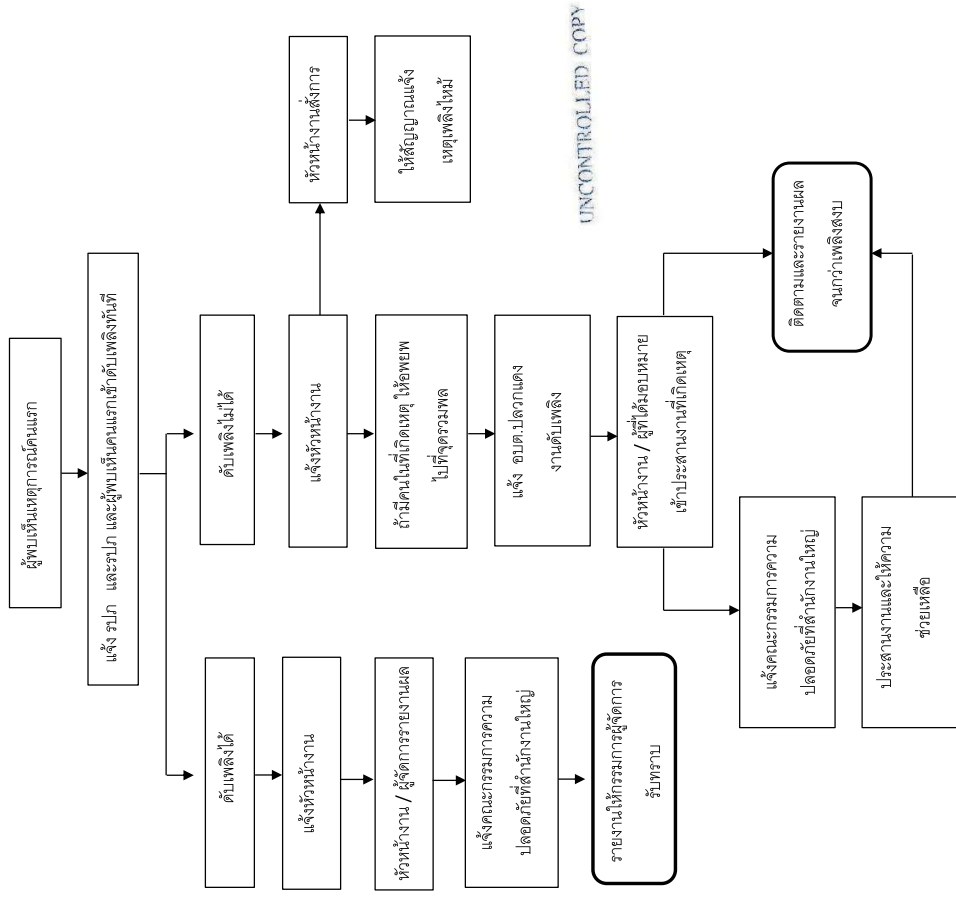 ผู้พบเห็นเหตุการณ์คนแรก
แจ้ง รปภ และรปภ และผู้พบเห็นคนแรกเข้าดับเพลิงทันที
ดับเพลิงได้
แจ้งหัวหน้างาน
หัวหน้างาน / ผู้จัดการรายงานผล
แจ้งคณะกรรมการความ
ปลอดภัยที่สำนักงานใหญ่
รายงานให้กรรมการผู้จัดการ
รับทราบ
ดับเพลิงไม่ได้
แจ้งหัวหน้างาน
หัวหน้างานสั่งการ
ให้สัญญาณแจ้ง
เหตุเพลิงไหม้
ถ้ามีคนในที่เกิดเหตุ ให้อพยพ
ไปที่จุดรวมพล
แจ้ง อบต.ปลวกแดง
งานดับเพลิง
หัวหน้างาน / ผู้ที่ได้มอบหมาย
เข้าประสานงานที่เกิดเหตุ
แจ้งคณะกรรมการความ
ปลอดภัยที่สำนักงานใหญ่
ประสานงานและให้ความ
ช่วยเหลือ
ติดตามและรายงานผล
จนกว่าเพลิงสงบ
UNCONTROLLED COPY